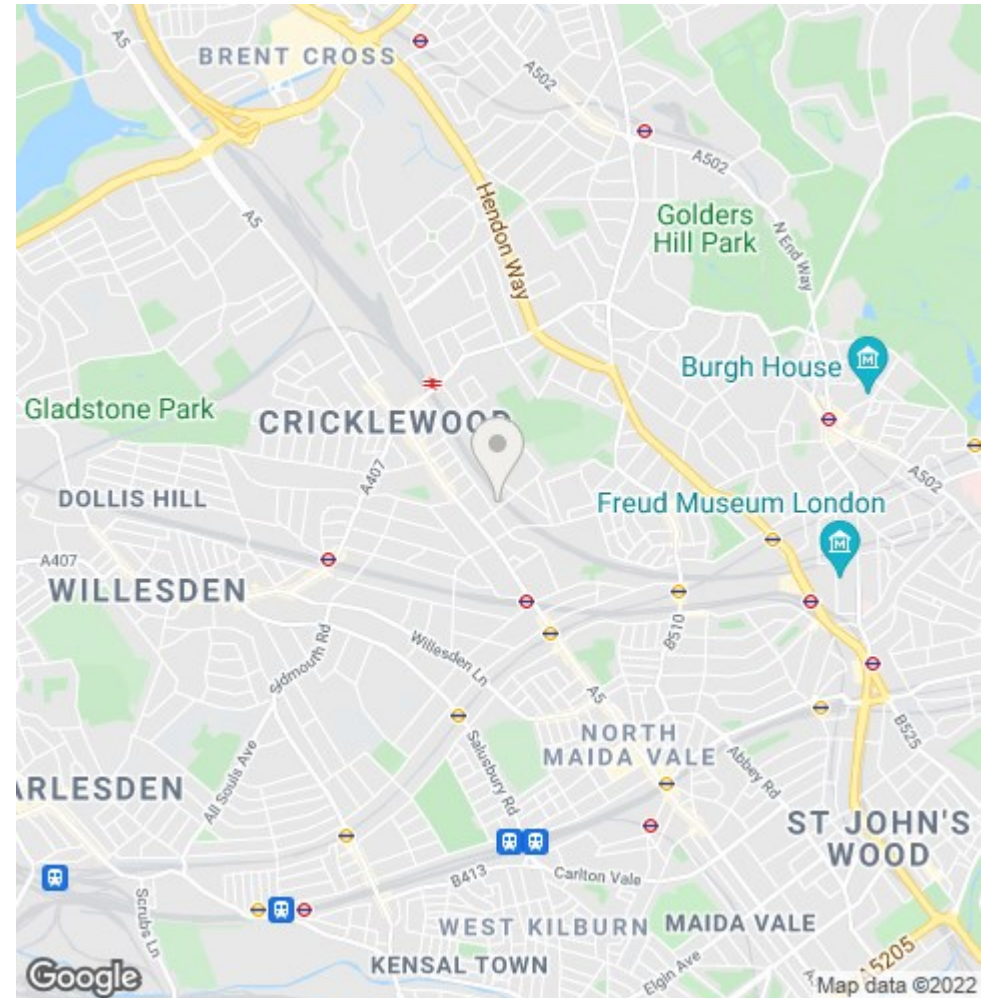 A5
BRENT CROSS
A502
A502
A5
Hendon Way
Golders
Hill Park
N End Way
Burgh House
Gladstone Park
CRICKLEWOOD
A407
A502
DOLLIS HILL
Freud Museum London
A407
WILLESDEN
Sidmouth Rd
Willesden Ln
B510
A5
B525
Salusbury Rd
NORTH
MAIDA VALE
Abbey Rd
All Souls Ave
ARLESDEN
ST JOHN'S
WOOD
B413
Carlton Vale
Scrubs Ln
WEST KILBURN
MAIDA VALE
KENSAL TOWN
Elgin Ave
A5205
Google
Map data ©2022